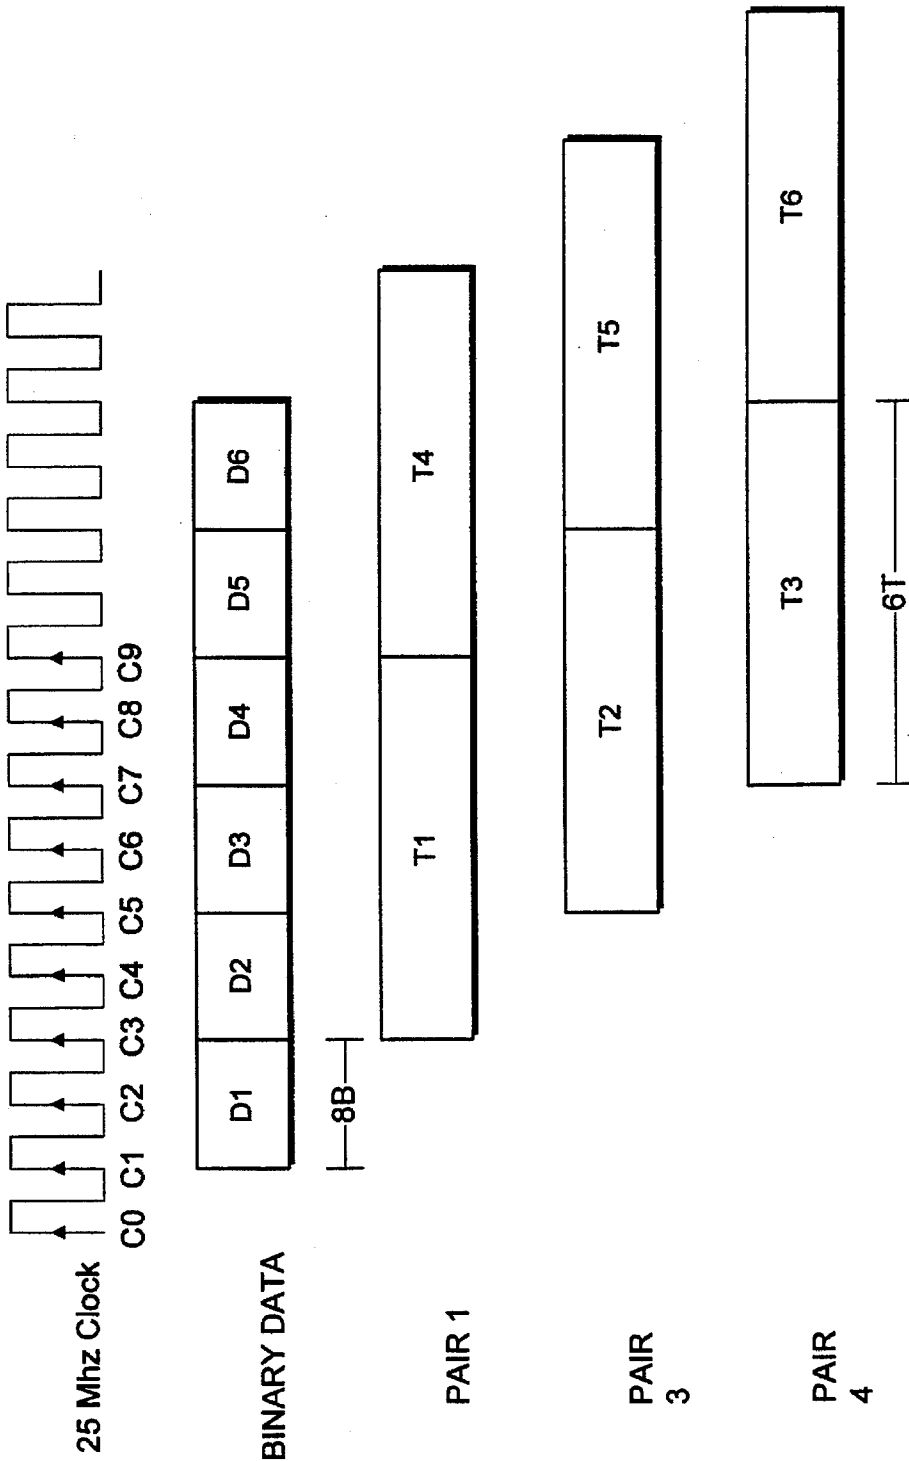 25 Mhz Clock
C0 C1 C2 C3 C4 C5 C6 C7 C8 C9
BINARY DATA
D1 D2 D3 D4 D5 D6
8B
PAIR 1
T1 T4
PAIR
3
T2 T5
PAIR
4
T3 T6
6T